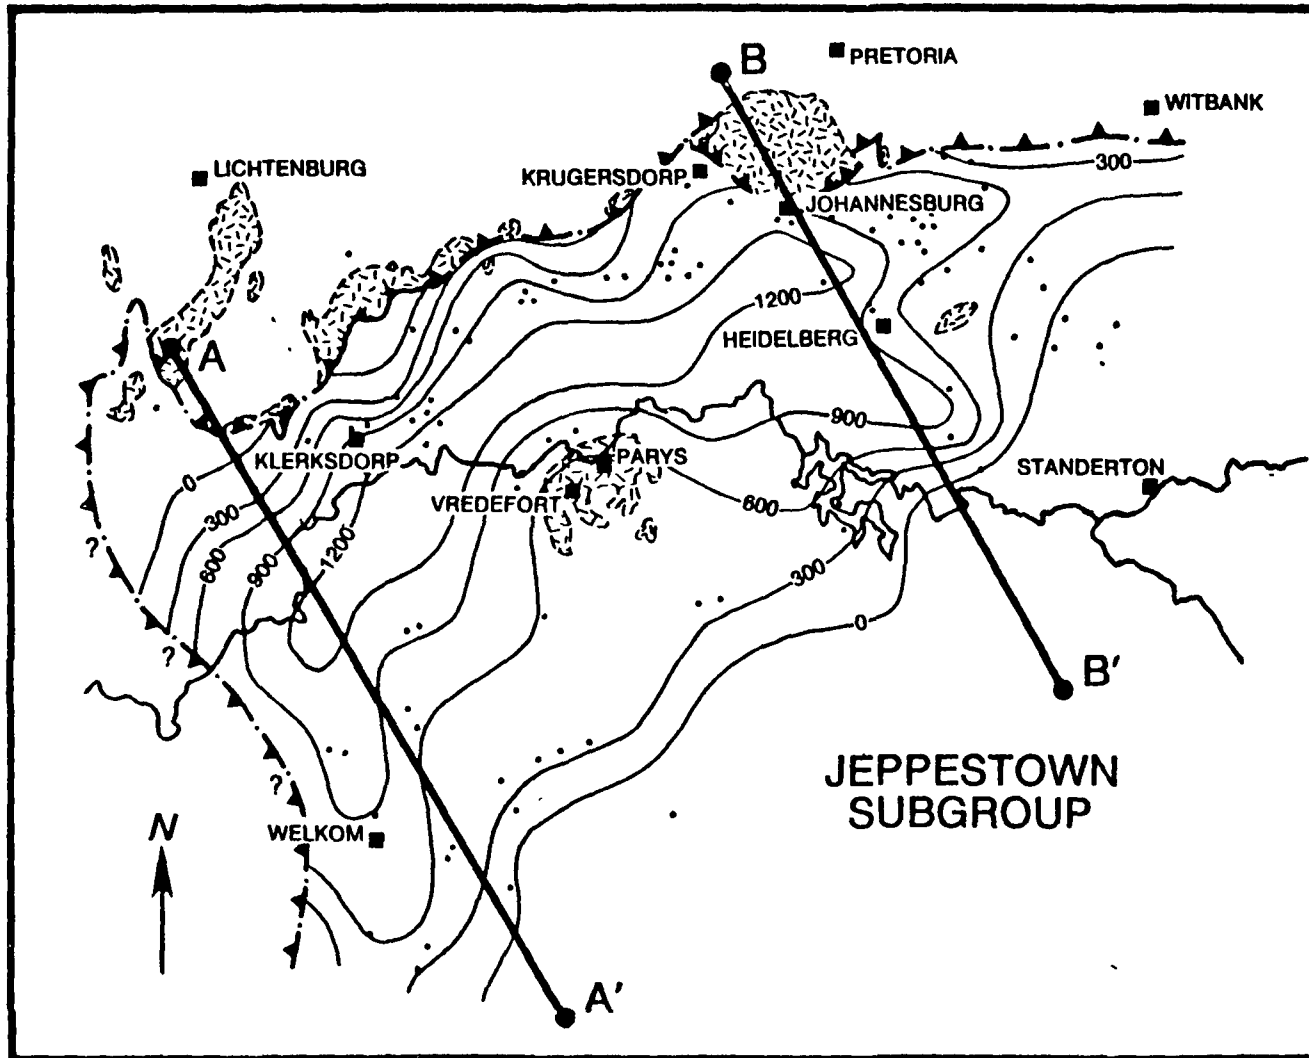 B
PRETORIA
WITBANK
LICHTENBURG
KRUGERSDORP
300
JOHANNESBURG
A
1200
HEIDELBERG
900
KLERKSDORP
PARYS
STANDERTON
0
VREDEFORT
600
300
?
600
900
1200
300
0
?
B'
?
JEPPESTOWN
SUBGROUP
N
WELKOM
A'